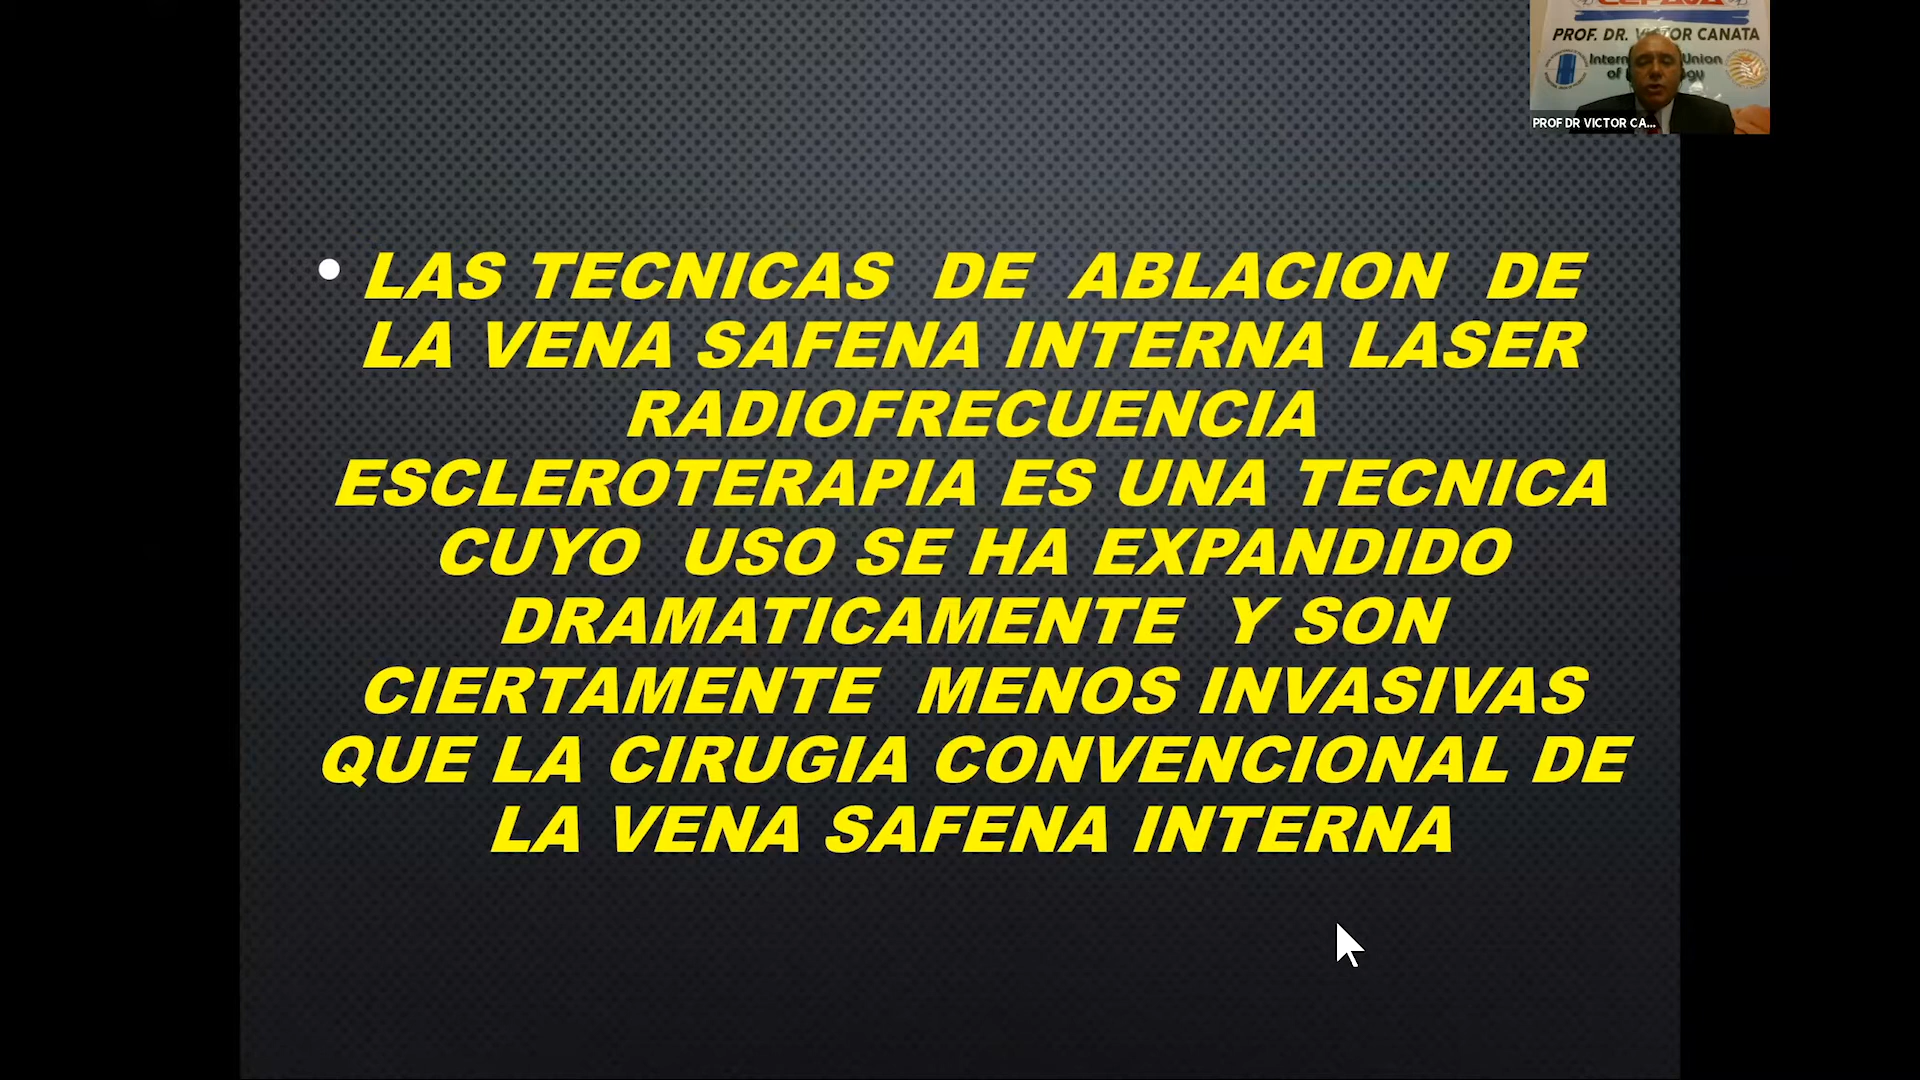 PROF. DR. VICTOR CANATA
Union
of
PROF DR VICTOR CA...
• LAS TECNICAS DE ABLACION DE
LA VENA SAFENA INTERNA LASER
RADIOFRECUENCIA
ESCLEROTERAPIA ES UNA TECNICA
CUYO USO SE HA EXPANDIDO
DRAMATICAMENTE Y SON
CIERTAMENTE MENOS INVASIVAS
QUE LA CIRUGIA CONVENCIONAL DE
LA VENA SAFENA INTERNA